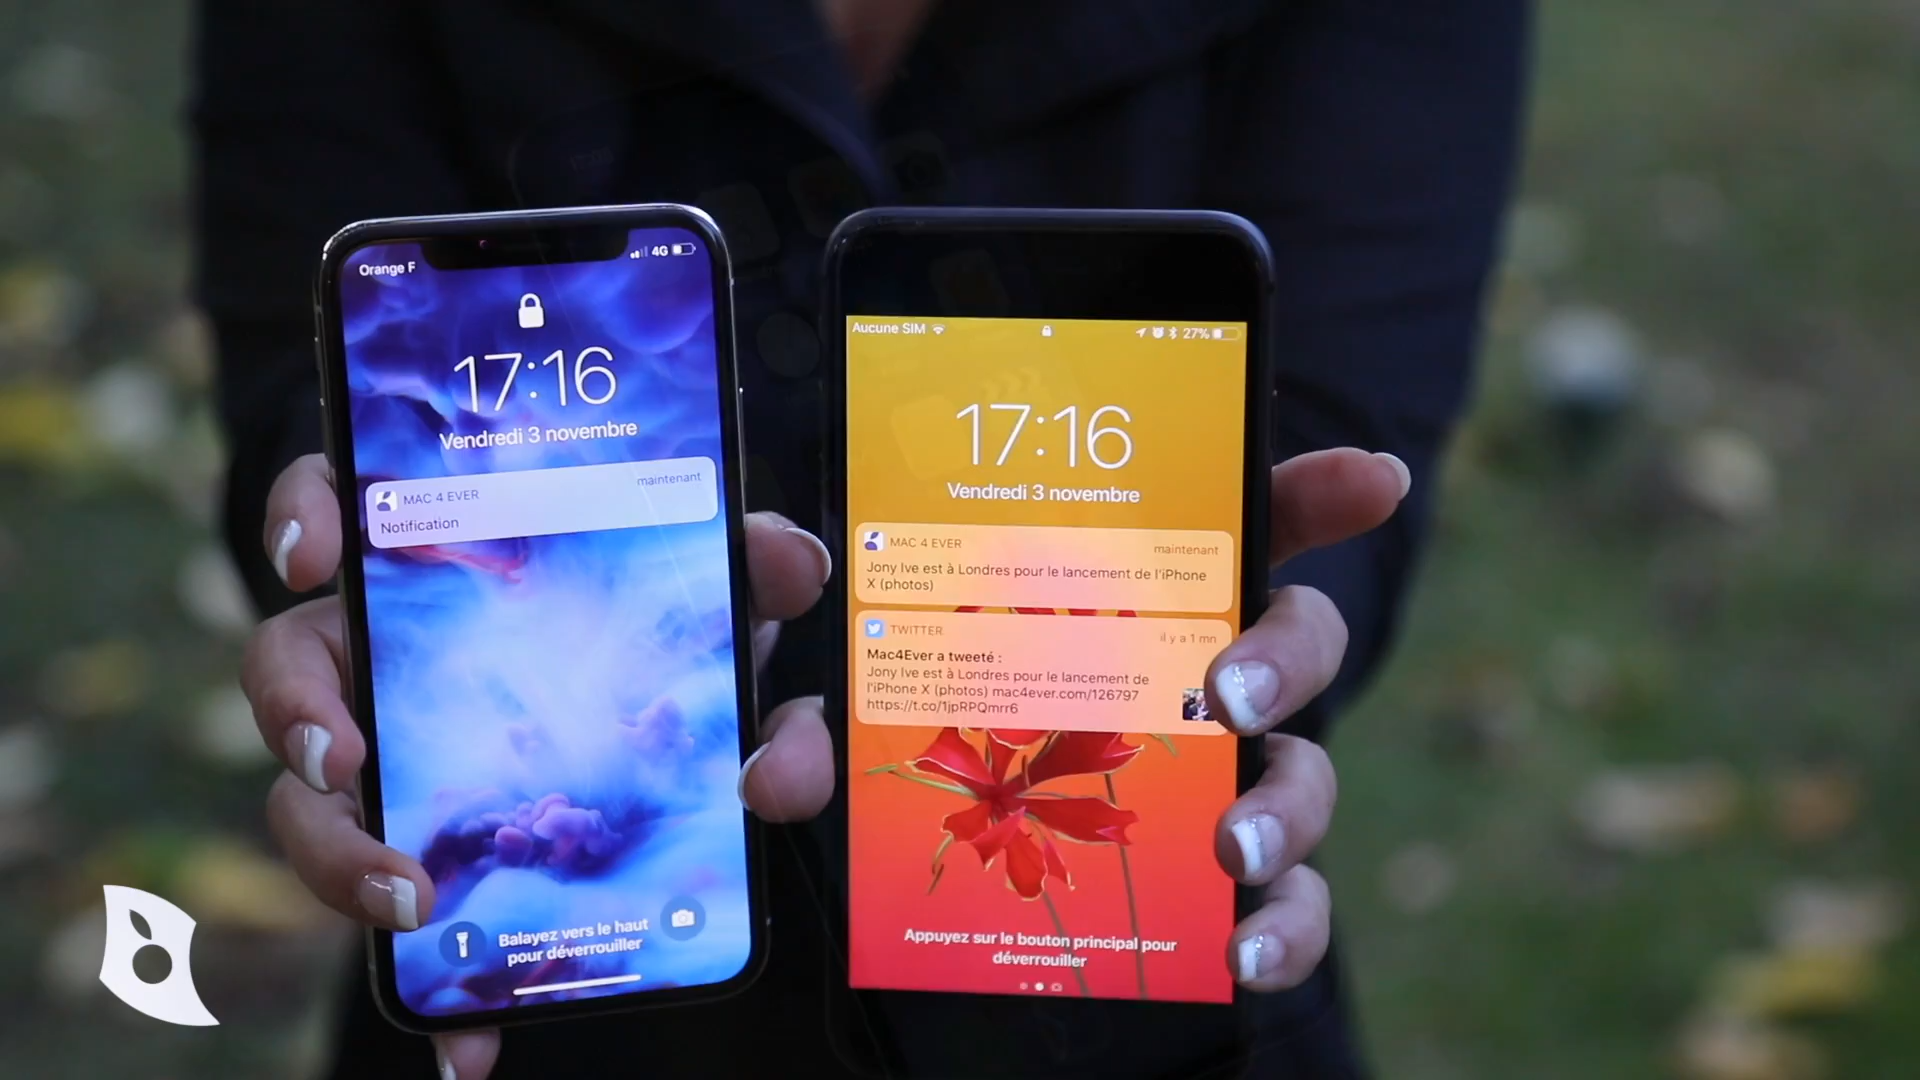 Orange F
4G
17:16
Vendredi 3 novembre
MAC 4 EVER
maintenant
Notification
Balayez vers le haut
pour déverrouiller
Aucune SIM
27%
17:16
Vendredi 3 novembre
MAC 4 EVER
maintenant
Jony Ive est à Londres pour le lancement de l'iPhone
X (photos)
TWITTER
il y a 1 mn
Mac4Ever a tweeté :
Jony Ive est à Londres pour le lancement de
l'iPhone X (photos) mac4ever.com/126797
https://t.co/1jpRPQmrr6
Appuyez sur le bouton principal pour
déverrouiller